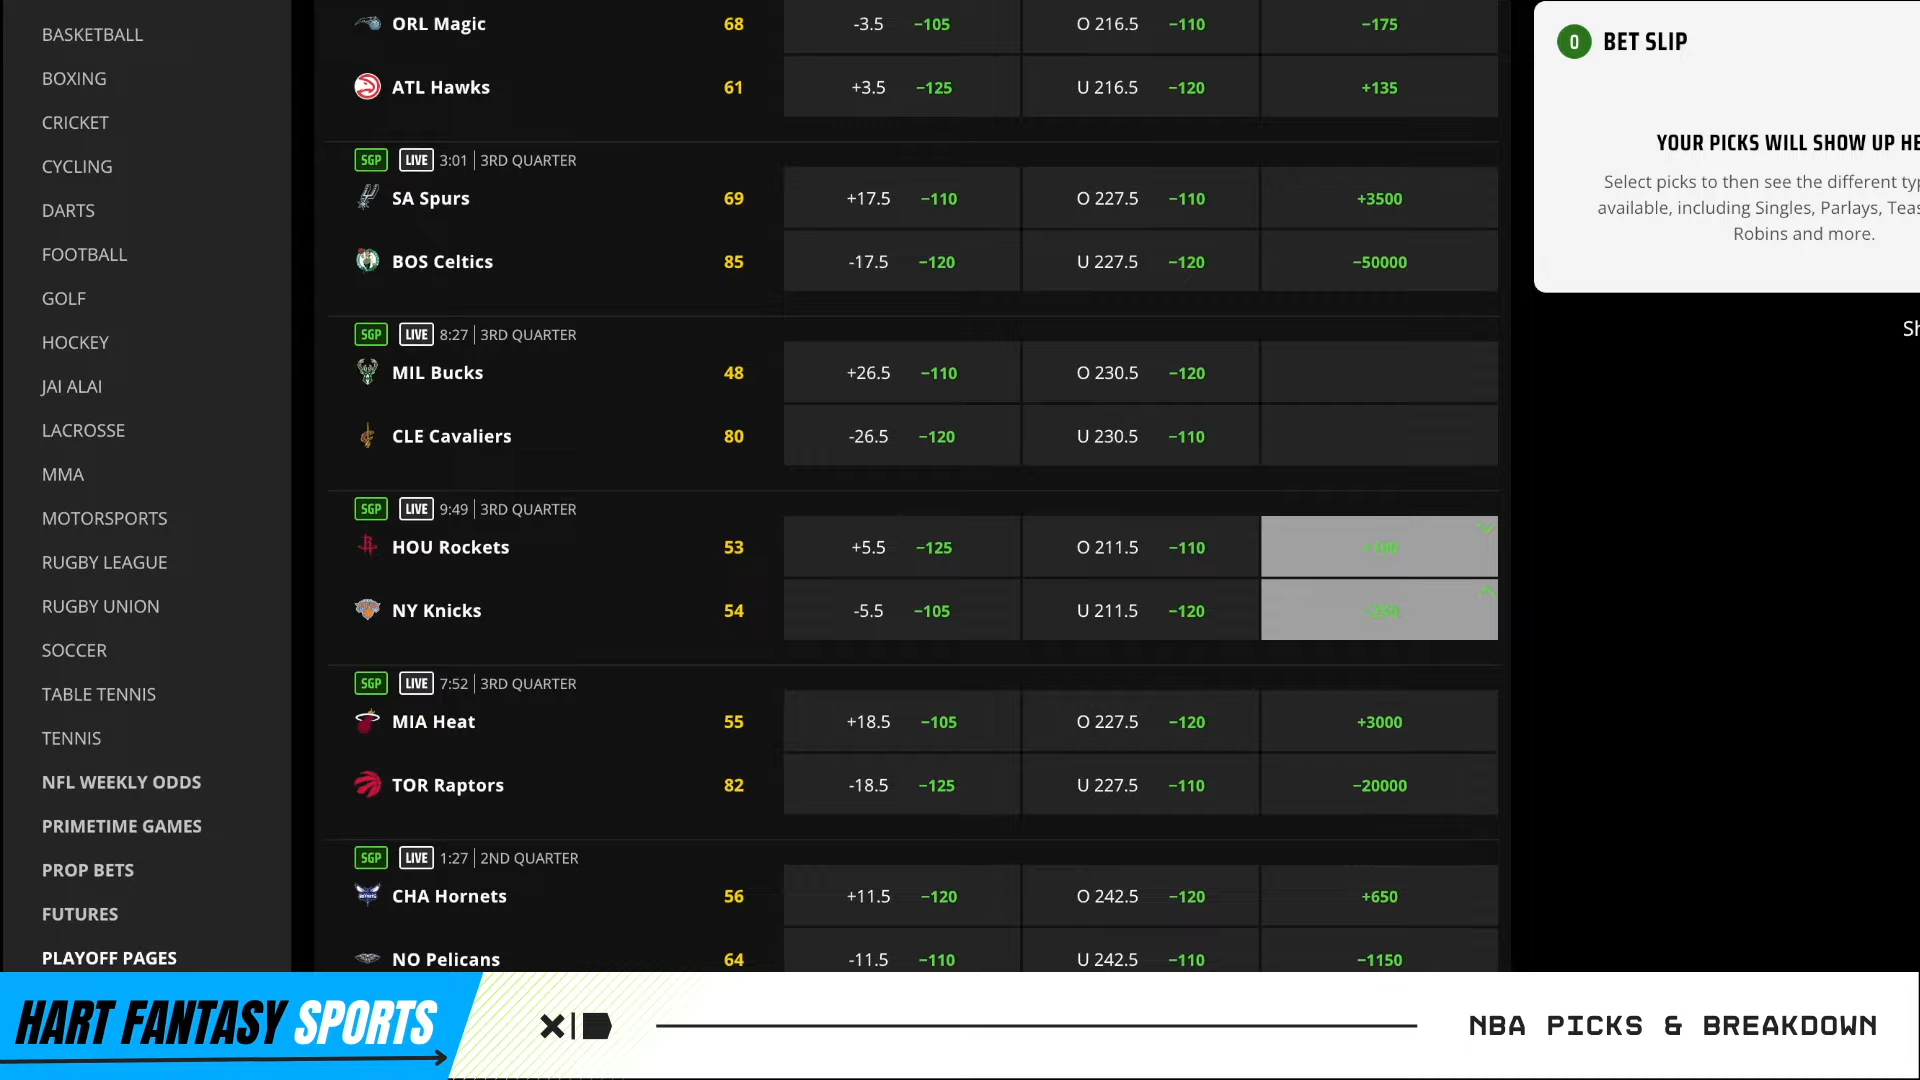 BASKETBALL
BOXING
CRICKET
CYCLING
DARTS
FOOTBALL
GOLF
HOCKEY
JAI ALAI
LACROSSE
MMA
MOTORSPORTS
RUGBY LEAGUE
RUGBY UNION
SOCCER
TABLE TENNIS
TENNIS
NFL WEEKLY ODDS
PRIMETIME GAMES
PROP BETS
FUTURES
PLAYOFF PAGES
ORL Magic 68 -3.5 −105 O 216.5 −110 −175
ATL Hawks 61 +3.5 −125 U 216.5 −120 +135
SGP LIVE 3:01 | 3RD QUARTER
SA Spurs 69 +17.5 −110 O 227.5 −110 +3500
BOS Celtics 85 -17.5 −120 U 227.5 −120 −50000
SGP LIVE 8:27 | 3RD QUARTER
MIL Bucks 48 +26.5 −110 O 230.5 −120
CLE Cavaliers 80 -26.5 −120 U 230.5 −110
SGP LIVE 9:49 | 3RD QUARTER
HOU Rockets 53 +5.5 −125 O 211.5 −110
NY Knicks 54 -5.5 −105 U 211.5 −120
SGP LIVE 7:52 | 3RD QUARTER
MIA Heat 55 +18.5 −105 O 227.5 −120 +3000
TOR Raptors 82 -18.5 −125 U 227.5 −110 −20000
SGP LIVE 1:27 | 2ND QUARTER
CHA Hornets 56 +11.5 −120 O 242.5 −120 +650
NO Pelicans 64 -11.5 −110 U 242.5 −110 −1150
0 BET SLIP
YOUR PICKS WILL SHOW UP HE
Select picks to then see the different typ
available, including Singles, Parlays, Teas
Robins and more.
Sh
HART FANTASY SPORTS
NBA PICKS & BREAKDOWN